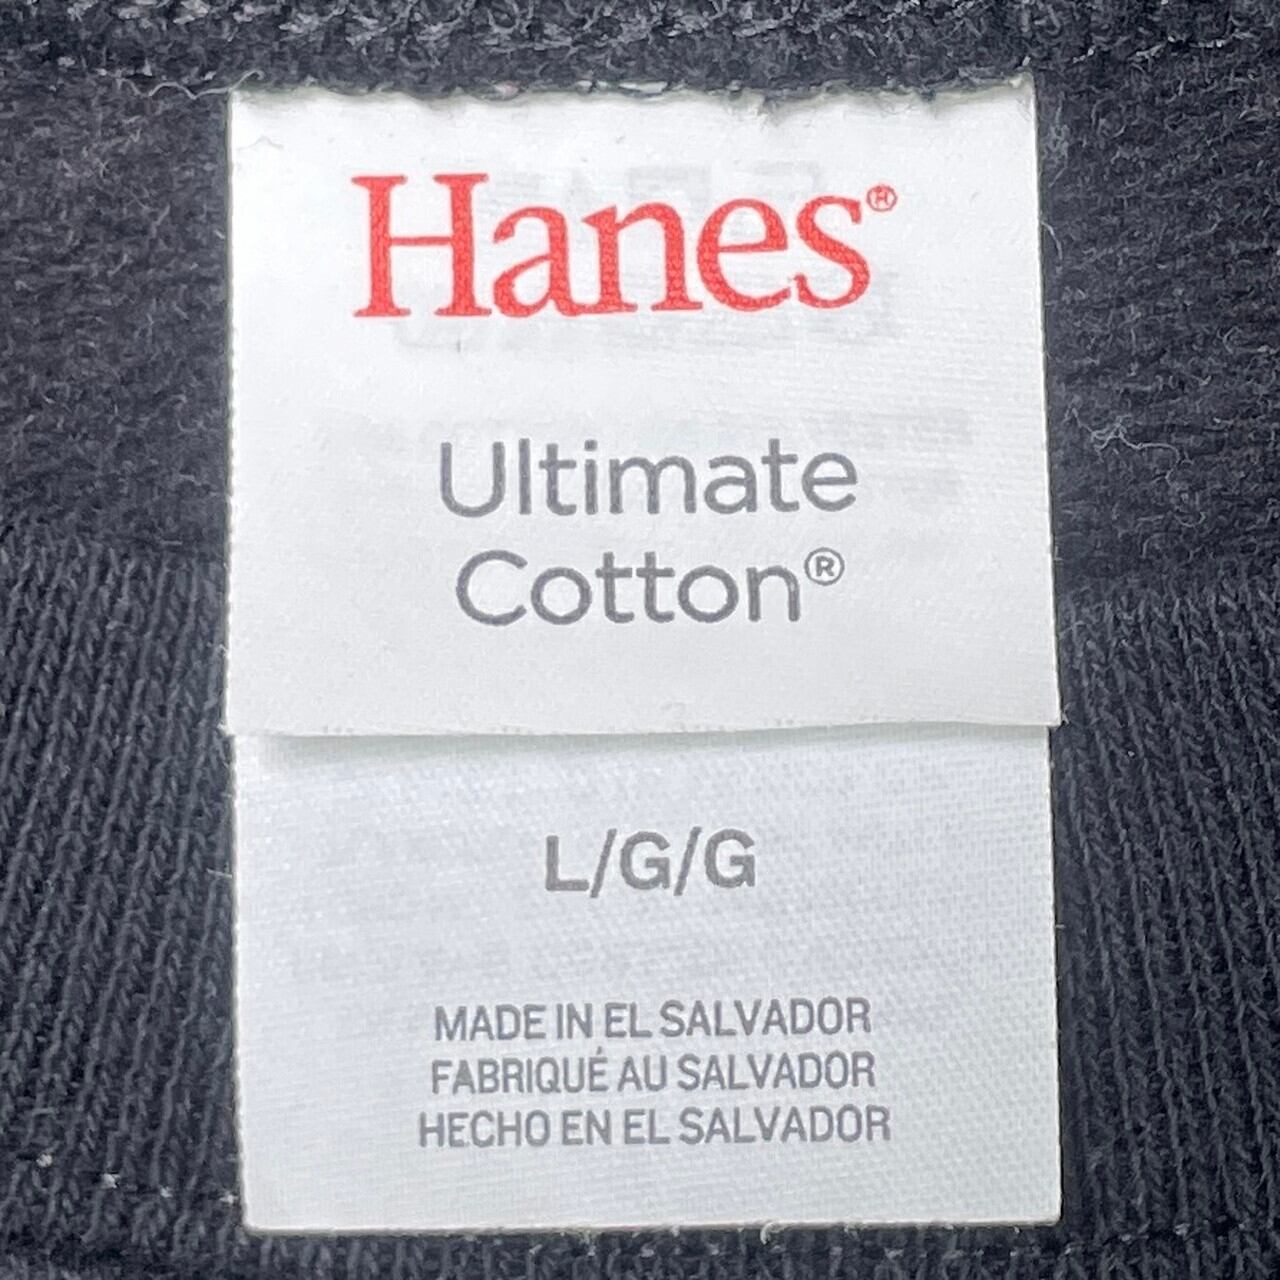 Hanes®
Ultimate
Cotton®
L/G/G
MADE IN EL SALVADOR
FABRIQUÉ AU SALVADOR
HECHO EN EL SALVADOR